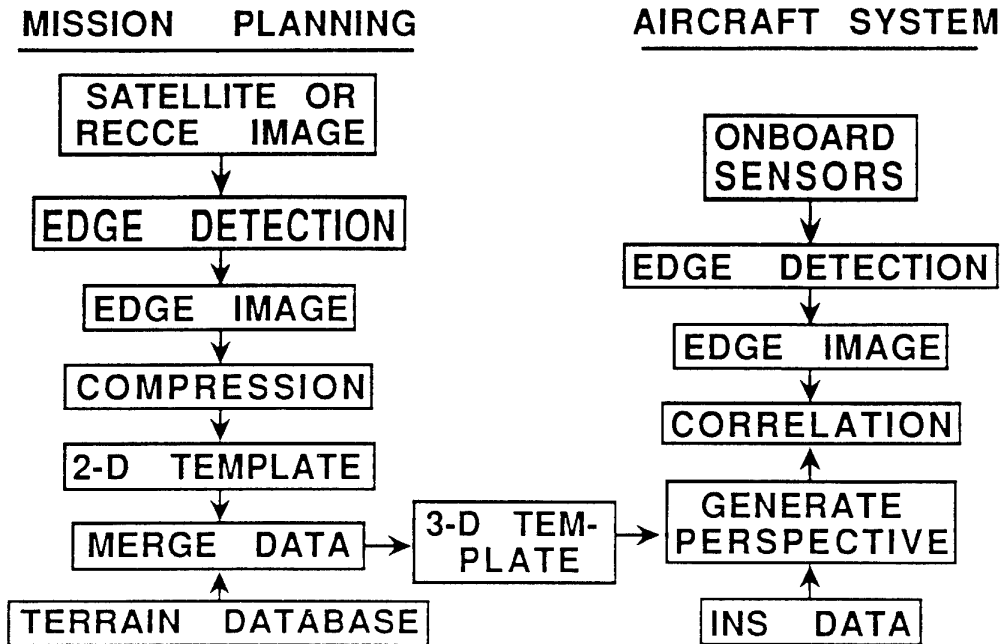 MISSION PLANNING
SATELLITE OR
RECCE IMAGE
EDGE DETECTION
EDGE IMAGE
COMPRESSION
2-D TEMPLATE
MERGE DATA
TERRAIN DATABASE
3-D TEM-
PLATE
AIRCRAFT SYSTEM
ONBOARD
SENSORS
EDGE DETECTION
EDGE IMAGE
CORRELATION
GENERATE
PERSPECTIVE
INS DATA